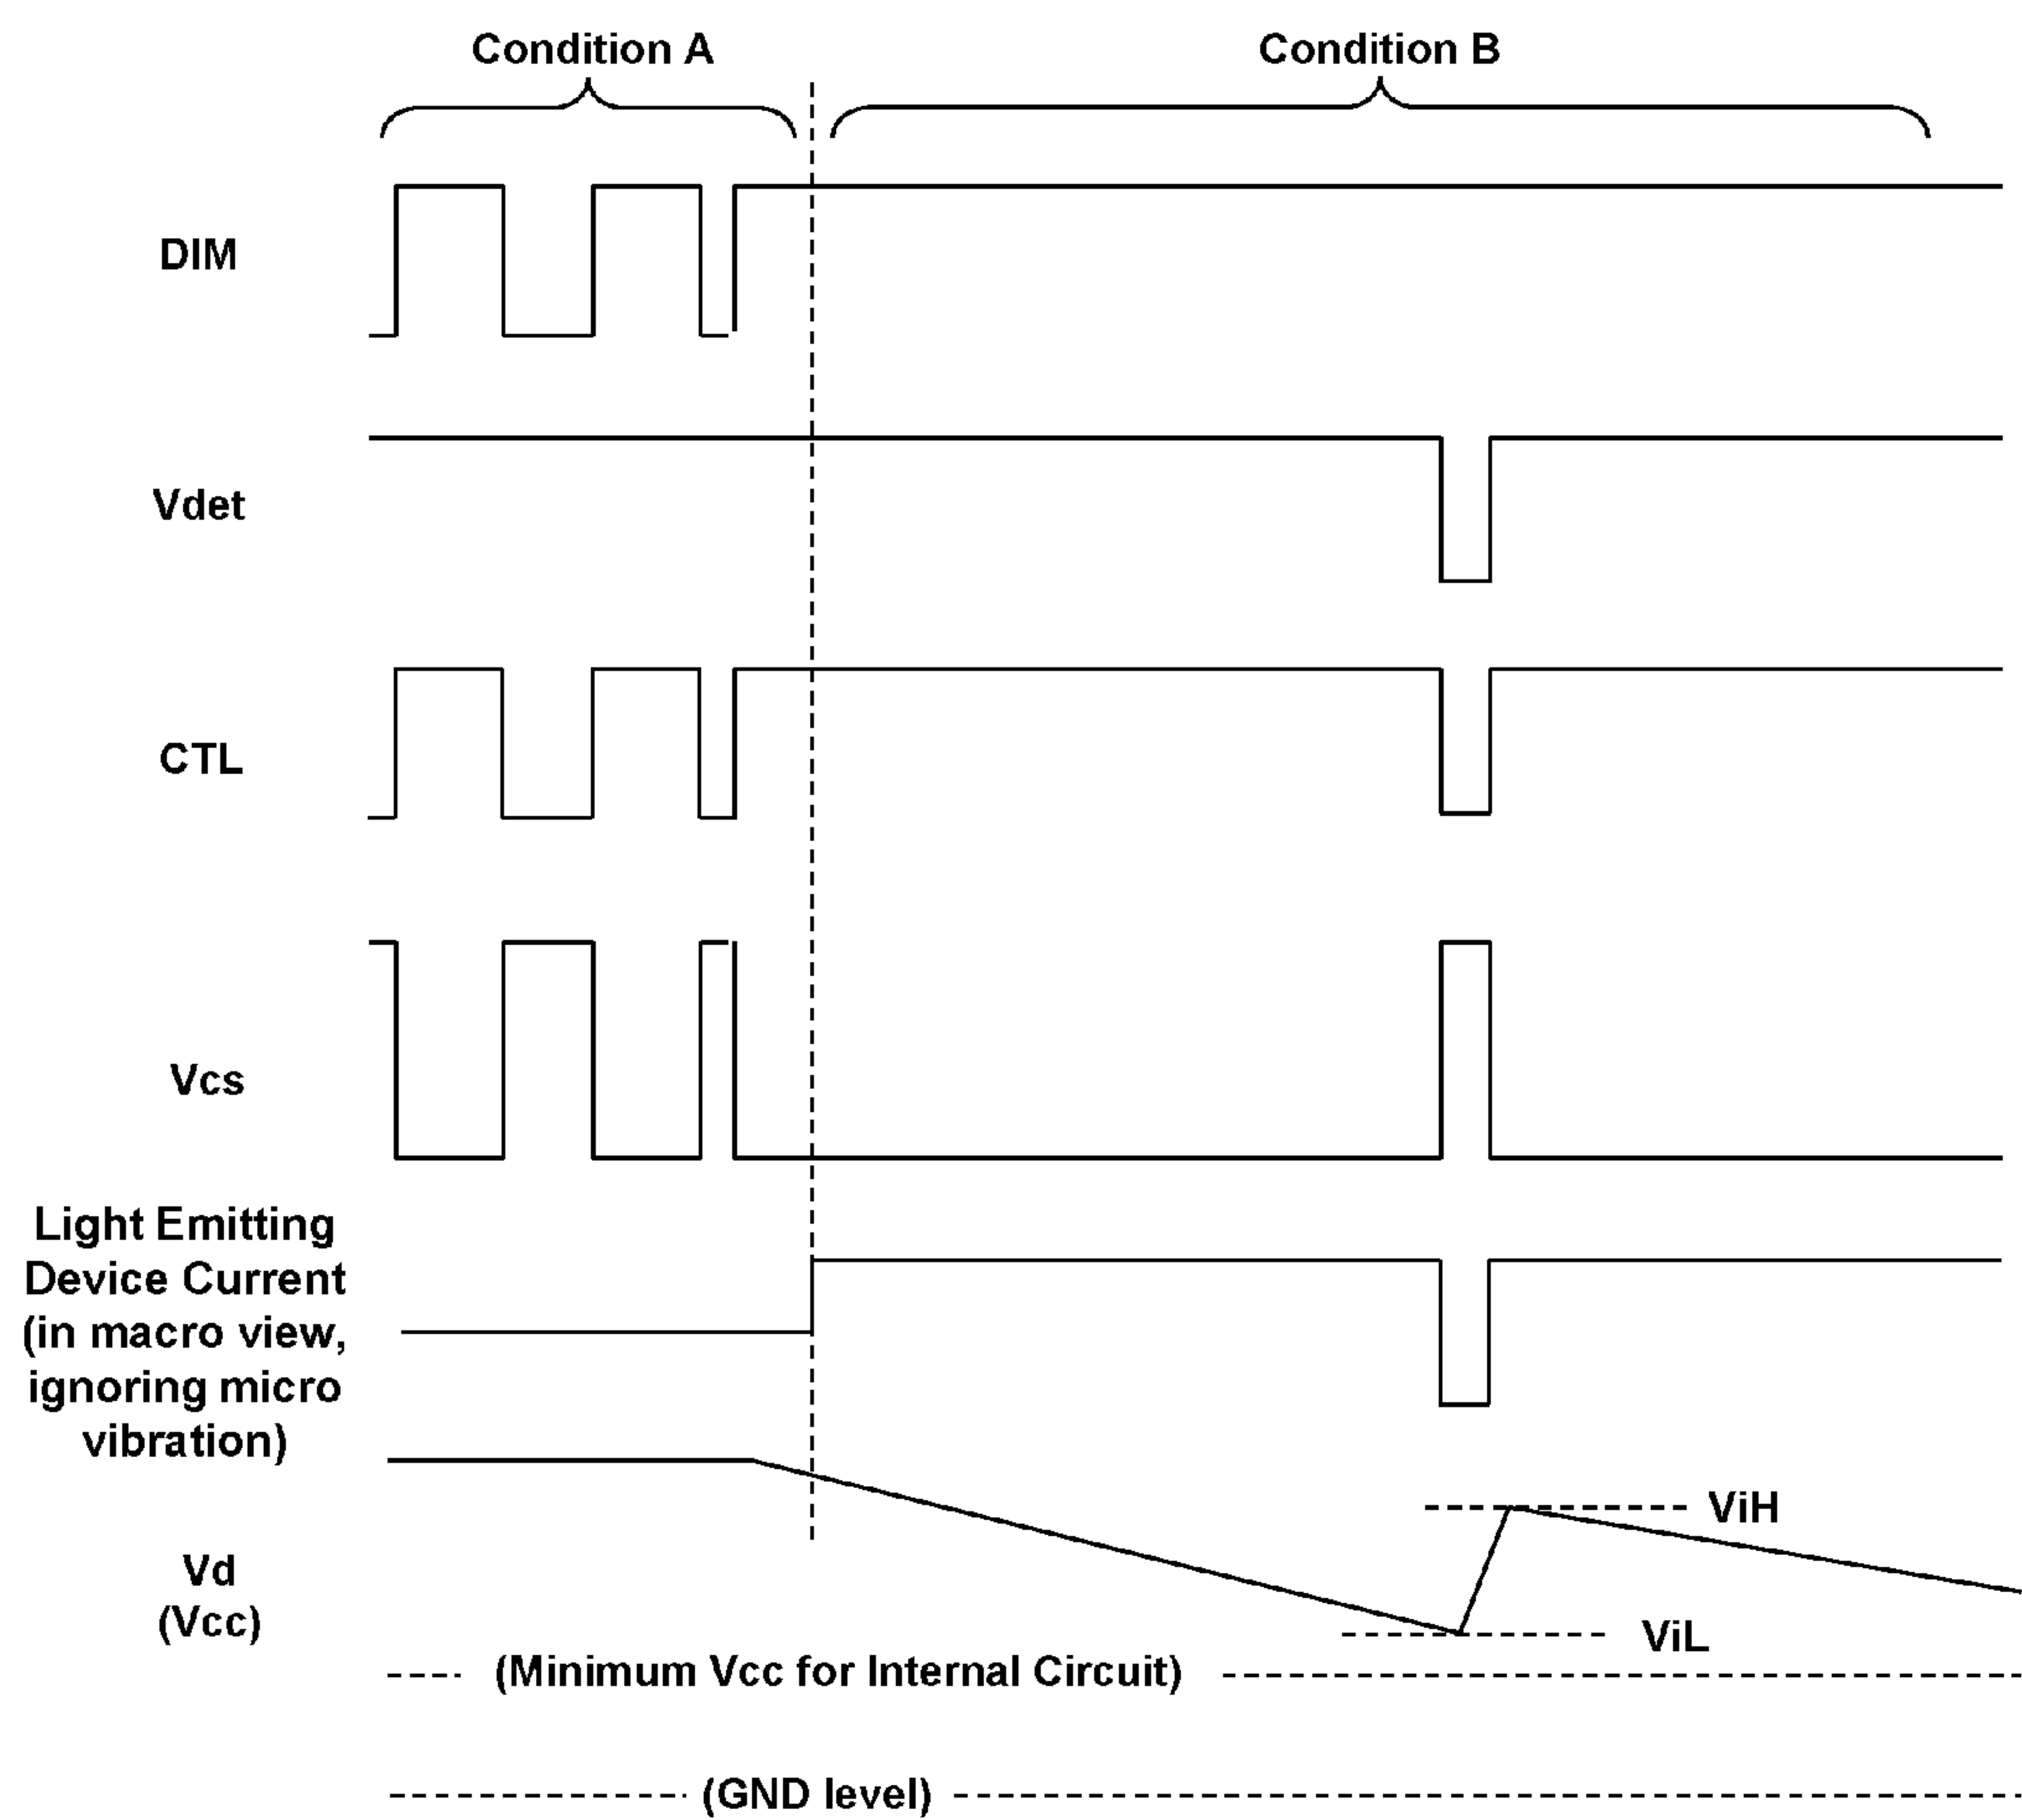 Condition A
Condition B
DIM
Vdet
CTL
Vcs
Light Emitting
Device Current
(in macro view,
ignoring micro
vibration)
ViH
Vd
(Vcc)
ViL
(Minimum Vcc for Internal Circuit)
(GND level)